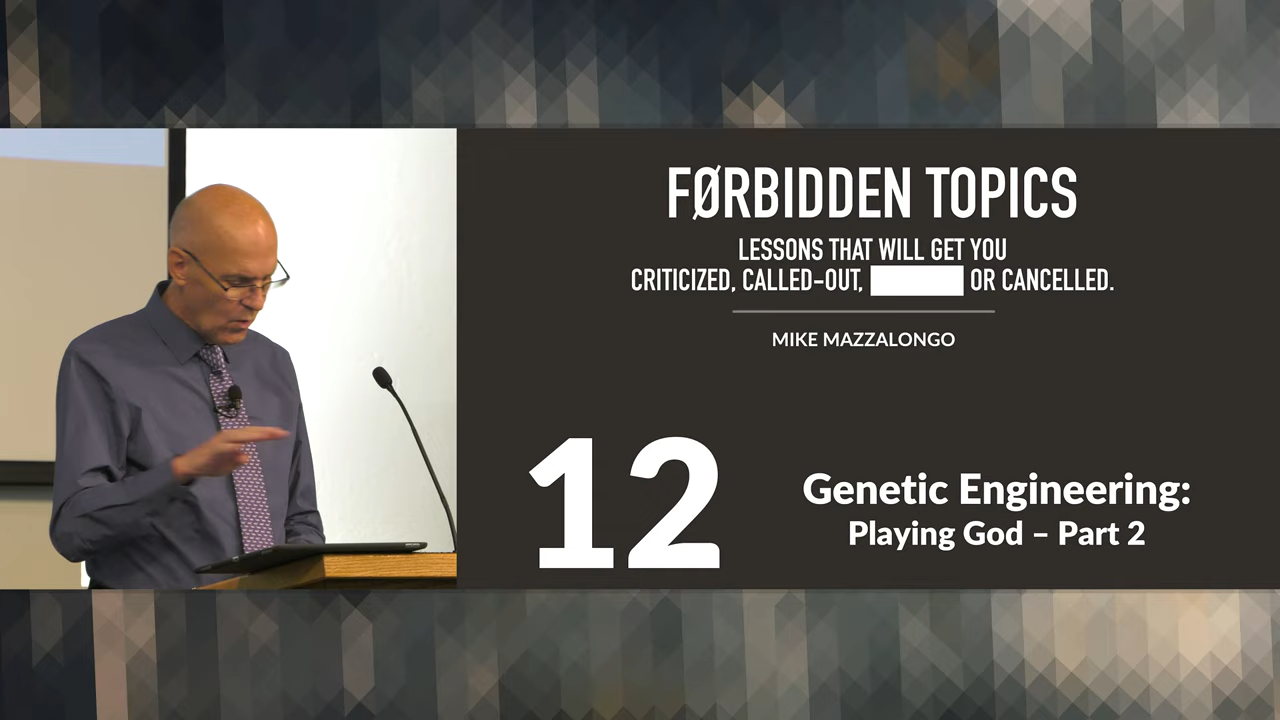 FØRBIDDEN TOPICS
LESSONS THAT WILL GET YOU
CRITICIZED, CALLED-OUT, OR CANCELLED.
MIKE MAZZALONGO
12
Genetic Engineering:
Playing God – Part 2